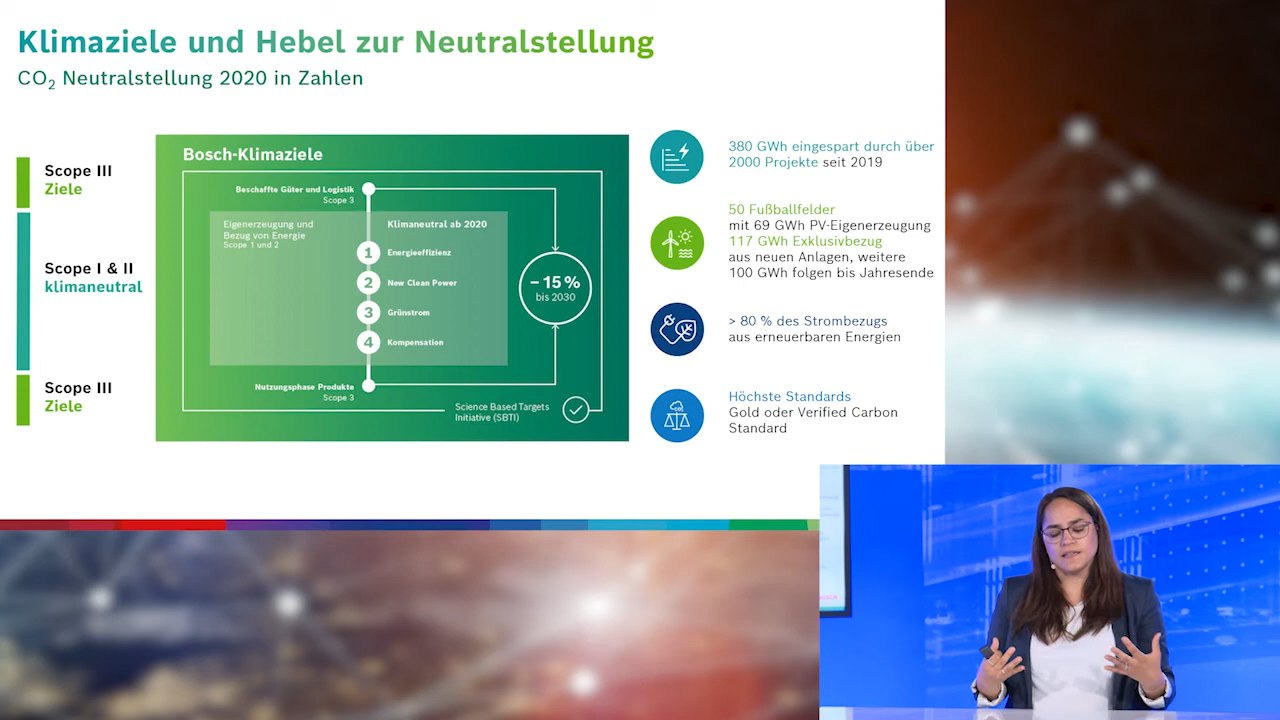 Klimaziele und Hebel zur Neutralstellung
CO₂ Neutralstellung 2020 in Zahlen
Scope III
Ziele
Scope I & II
klimaneutral
Scope III
Ziele
Bosch-Klimaziele
Beschaffte Güter und Logistik
Scope 3
Eigenerzeugung und
Bezug von Energie
Scope 1 und 2
Klimaneutral ab 2020
1 Energieeffizienz
2 New Clean Power
3 Grünstrom
4 Kompensation
– 15 %
bis 2030
Nutzungsphase Produkte
Scope 3
Science Based Targets
Initiative (SBTI)
380 GWh eingespart durch über
2000 Projekte seit 2019
50 Fußballfelder
mit 69 GWh PV-Eigenerzeugung
117 GWh Exklusivbezug
aus neuen Anlagen, weitere
100 GWh folgen bis Jahresende
> 80 % des Strombezugs
aus erneuerbaren Energien
Höchste Standards
Gold oder Verified Carbon
Standard